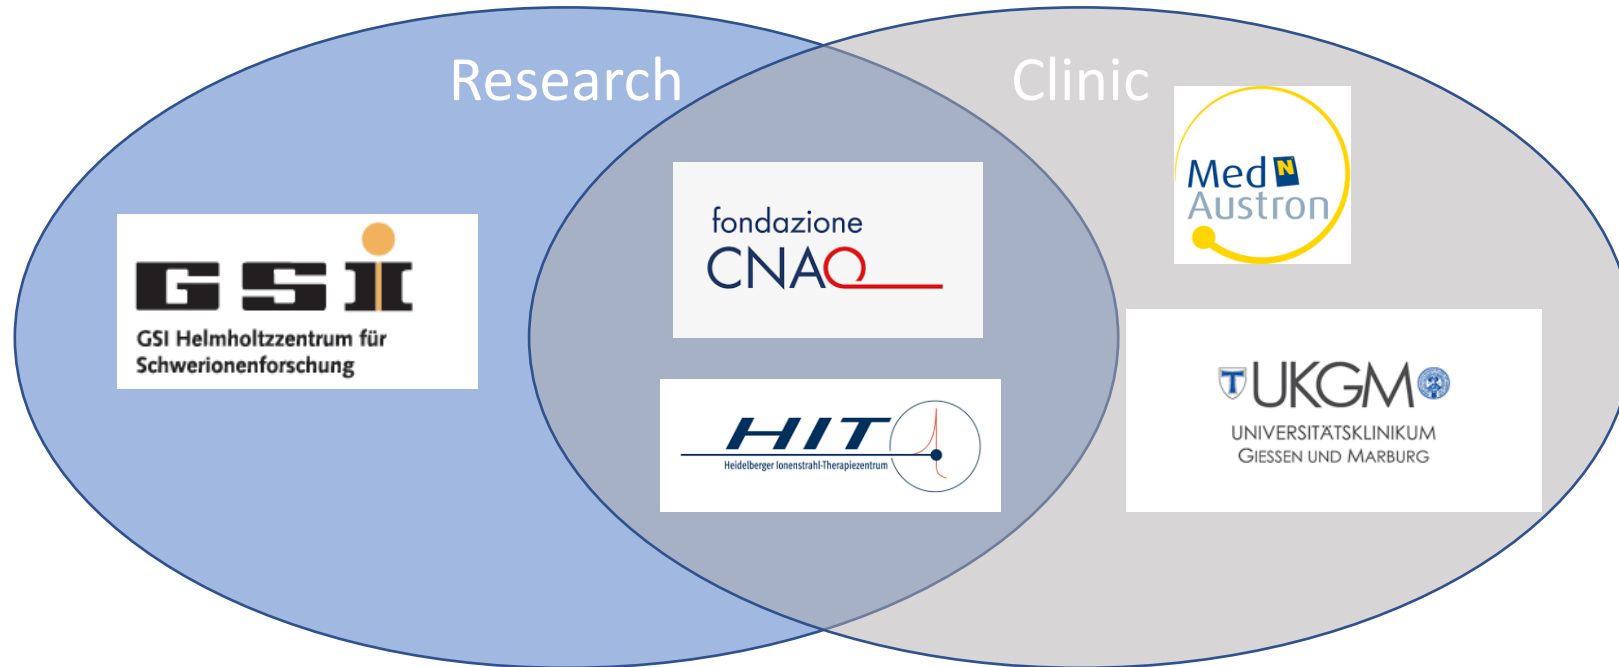 Research
Clinic
GSI
GSI Helmholtzzentrum für
Schwerionenforschung
fondazione
CNAO
HIT
Heidelberger Ionenstrahl-Therapiezentrum
Med N
Austron
UKGM
UNIVERSITÄTSKLINIKUM
GIESSEN UND MARBURG